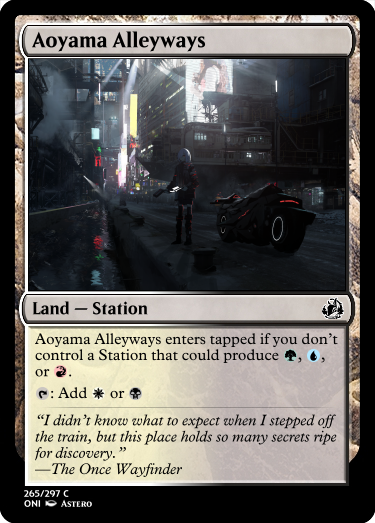 Aoyama Alleyways
Land — Station
Aoyama Alleyways enters tapped if you don't
control a Station that could produce , ,
or .
: Add or
"I didn't know what to expect when I stepped off
the train, but this place holds so many secrets ripe
for discovery."
—The Once Wayfinder
265/297 C
ONI Astero